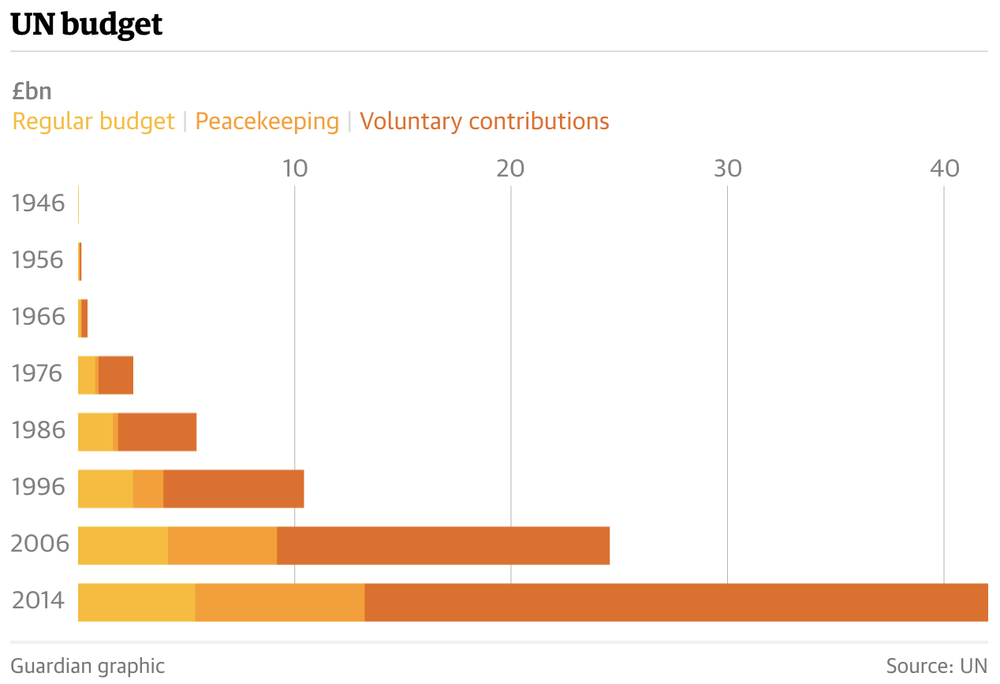 UN budget
£bn
Regular budget | Peacekeeping | Voluntary contributions
10 20 30 40
1946
1956
1966
1976
1986
1996
2006
2014
Guardian graphic Source: UN